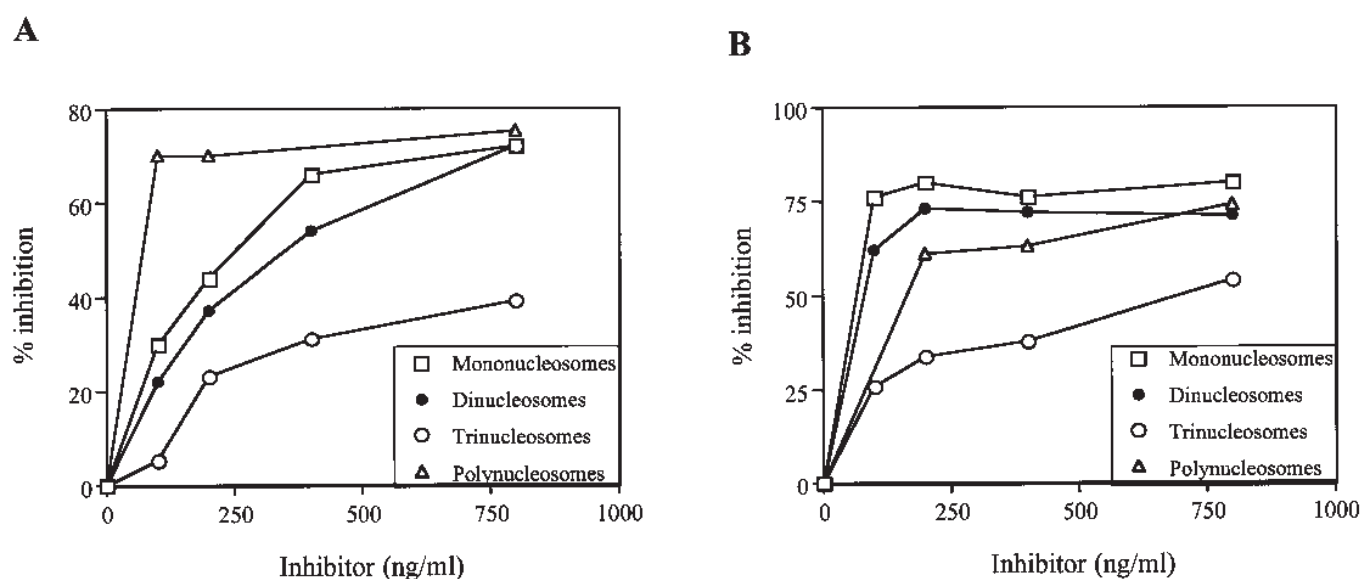 A
80
60
40
20
0
% inhibition
0 250 500 750 1000
Inhibitor (ng/ml)
Mononucleosomes
Dinucleosomes
Trinucleosomes
Polynucleosomes
B
100
75
50
25
0
% inhibition
0 250 500 750 1000
Inhibitor (ng/ml)
Mononucleosomes
Dinucleosomes
Trinucleosomes
Polynucleosomes